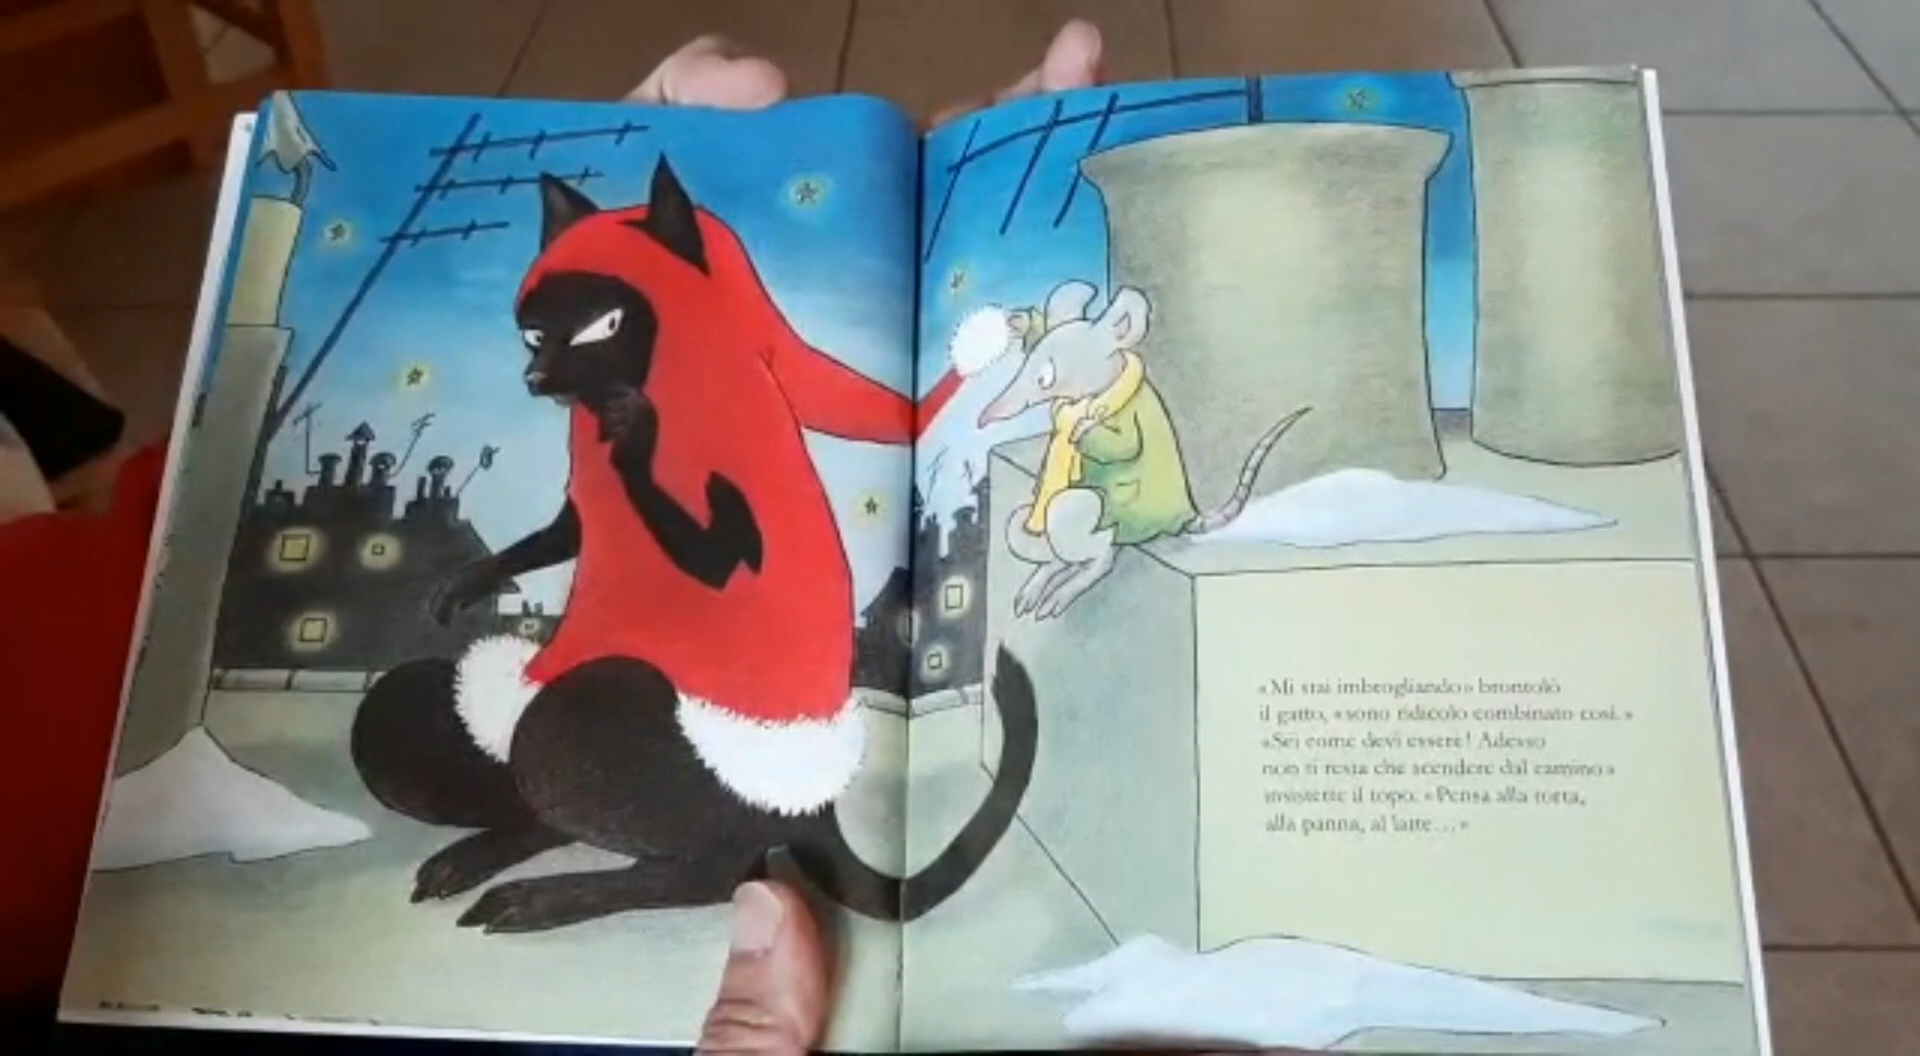 «Mi stai imbrogliando» brontolò
il gatto, «sono ridicolo combinato così.»
«Sei come devi essere! Adesso
non ti resta che scendere dal camino»
insistette il topo. «Pensa alla torta,
alla panna, al latte...»